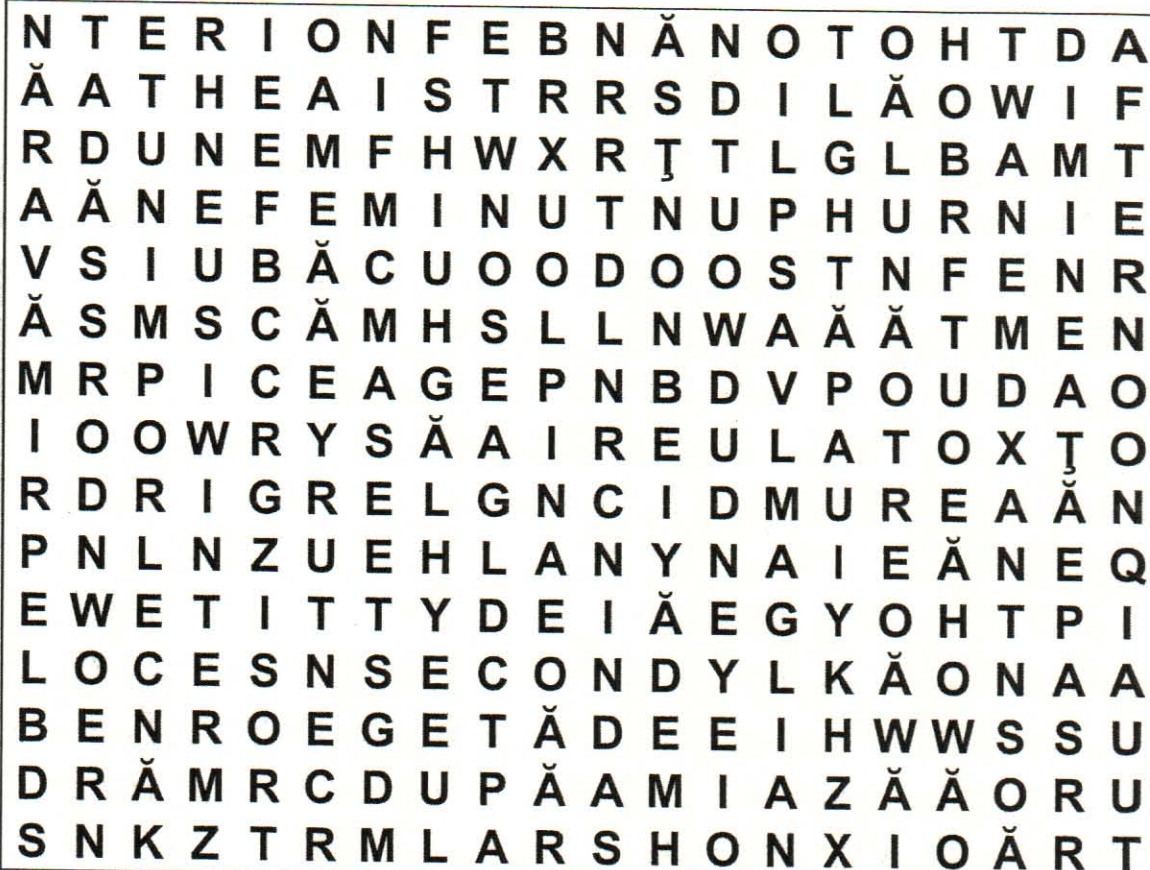 N T E R I O N F E B N Ă N O T O H T D A
Ă A T H E A I S T R R S D I L Ă O W I F
R D U N E M F H W X R Ţ T L G L B A M T
A Ă N E F E M I N U T N U P H U R N I E
V S I U B Ă C U O O D O O S T N F E N R
Ă S M S C Ă M H S L L N W A Ă Ă T M E N
M R P I C E A G E P N B D V P O U D A O
I O O W R Y S Ă A I R E U L A T O X Ţ O
R D R I G R E L G N C I D M U R E A Ă N
P N L N Z U E H L A N Y N A I E Ă N E Q
E W E T I T T Y D E I Ă E G Y O H T P I
L O C E S N S E C O N D Y L K Ă O N A A
B E N R O E G E T Ă D E E I H W W S S U
D R Ă M R C D U P Ă A M I A Z Ă Ă O R U
S N K Z T R M L A R S H O N X I O Ă R T